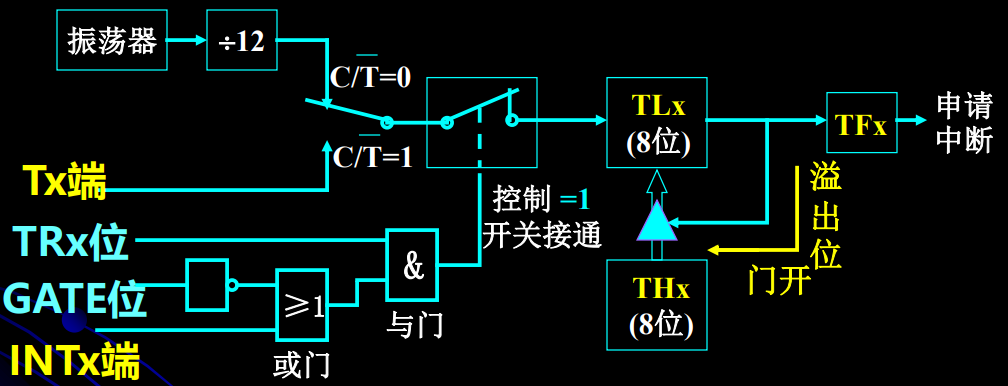 振荡器
÷12
C/T̅=0
C/T̅=1
Tx端
TRx位
GATE位
INTx端
≥1
或门
&
与门
控制 =1
开关接通
TLx
(8位)
THx
(8位)
TFx
申请
中断
溢
出
位
门开